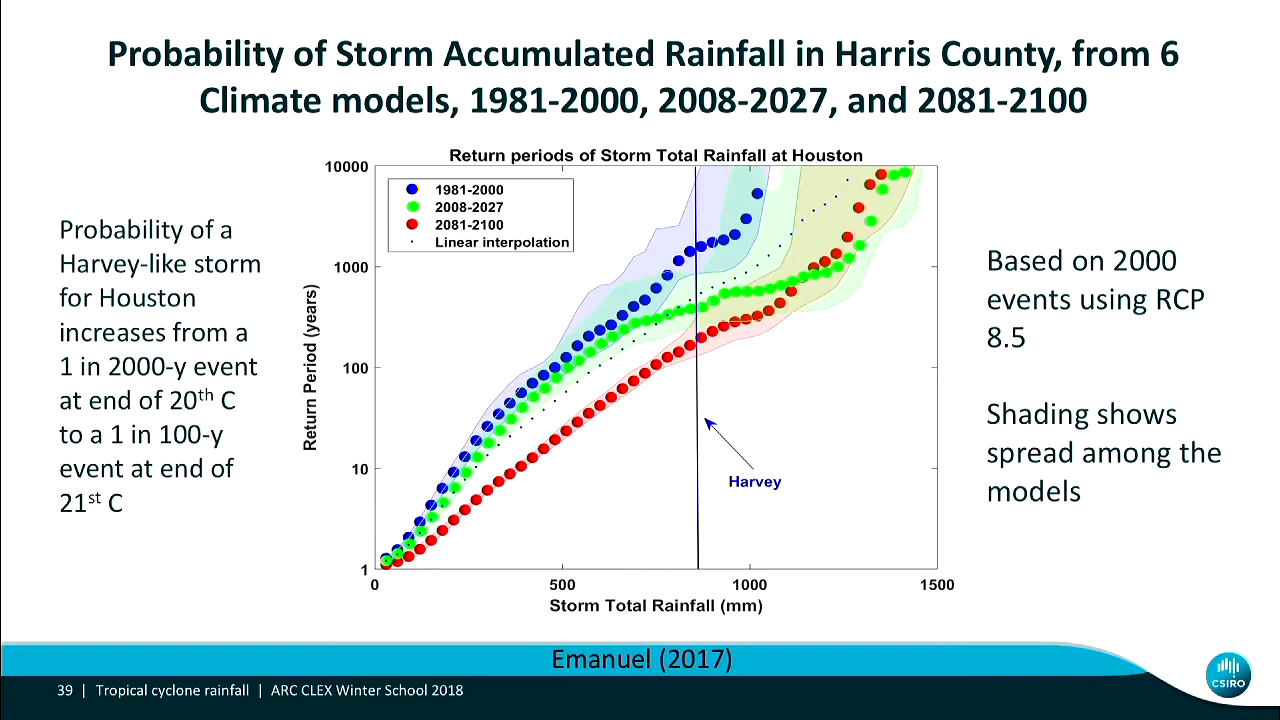 Probability of Storm Accumulated Rainfall in Harris County, from 6
Climate models, 1981-2000, 2008-2027, and 2081-2100
Probability of a
Harvey-like storm
for Houston
increases from a
1 in 2000-y event
at end of 20th C
to a 1 in 100-y
event at end of
21st C
Return periods of Storm Total Rainfall at Houston
10000
1000
100
10
1
Return Period (years)
1981-2000
2008-2027
2081-2100
Linear interpolation
Harvey
0
500
1000
1500
Storm Total Rainfall (mm)
Based on 2000
events using RCP
8.5
Shading shows
spread among the
models
Emanuel (2017)
39 | Tropical cyclone rainfall | ARC CLEX Winter School 2018
CSIRO